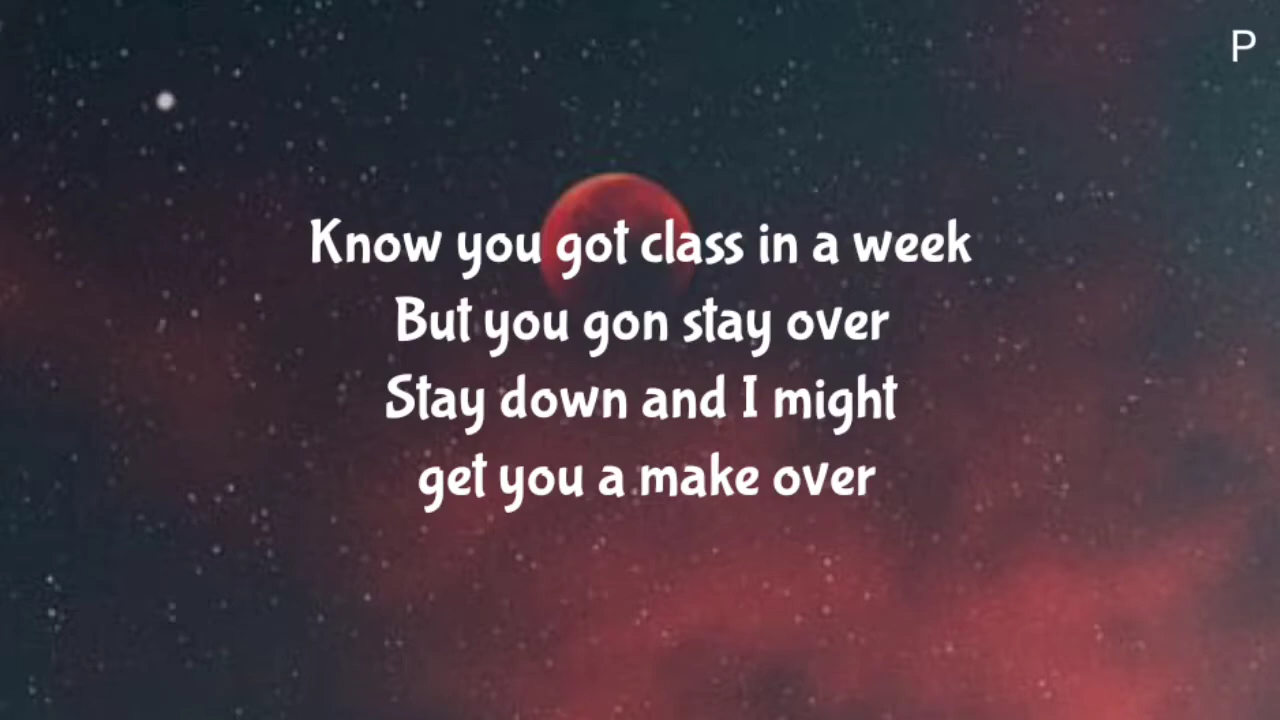 P
Know you got class in a week
But you gon stay over
Stay down and I might
get you a make over